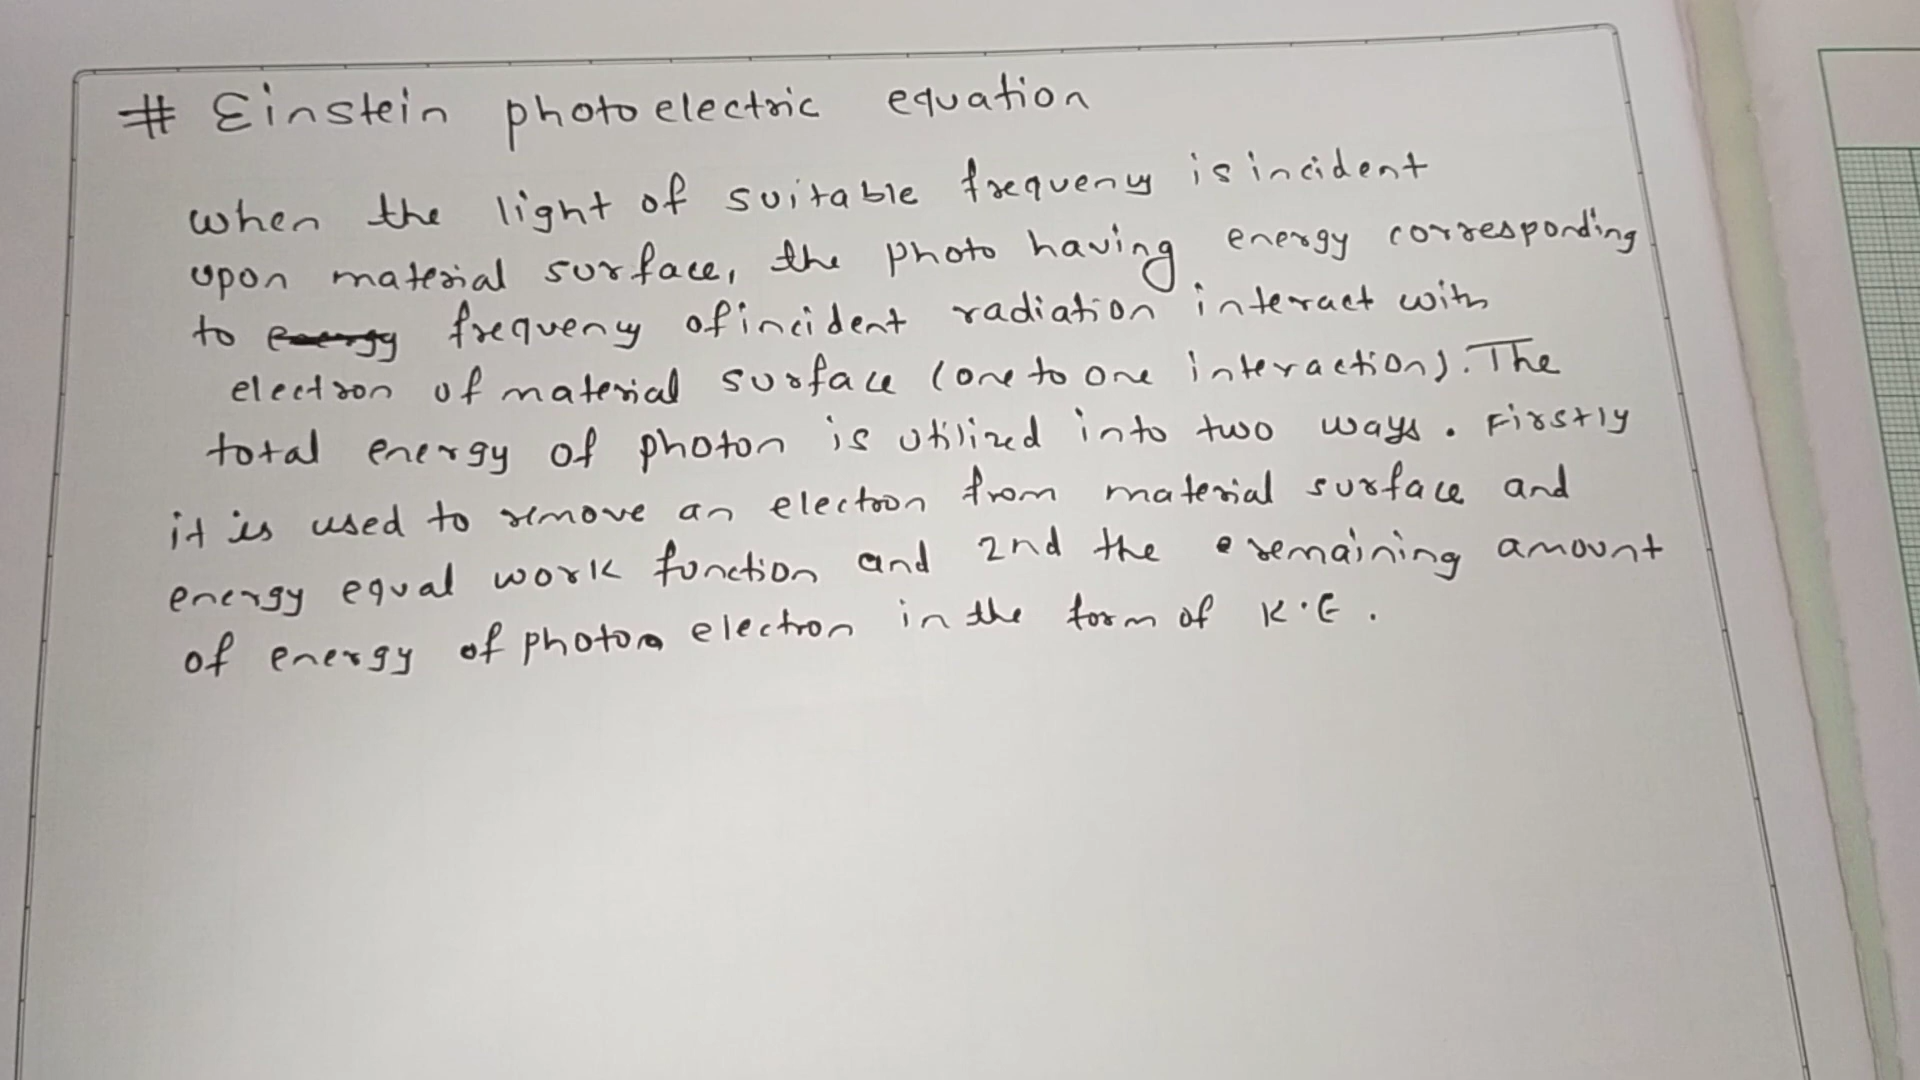 # Einstein photoelectric equation
when the light of suitable frequency is incident
upon material surface, the photo having energy corresponding
to energy frequency of incident radiation interact with
electron of material surface (one to one interaction). The
total energy of photon is utilized into two ways. Firstly
it is used to remove an electron from material surface and
energy equal work function and 2nd the remaining amount
of energy of photon electron in the form of K.E.